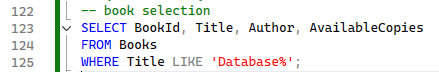 122 -- book selection
123 SELECT BookId, Title, Author, AvailableCopies
124 FROM Books
125 WHERE Title LIKE 'Database%';